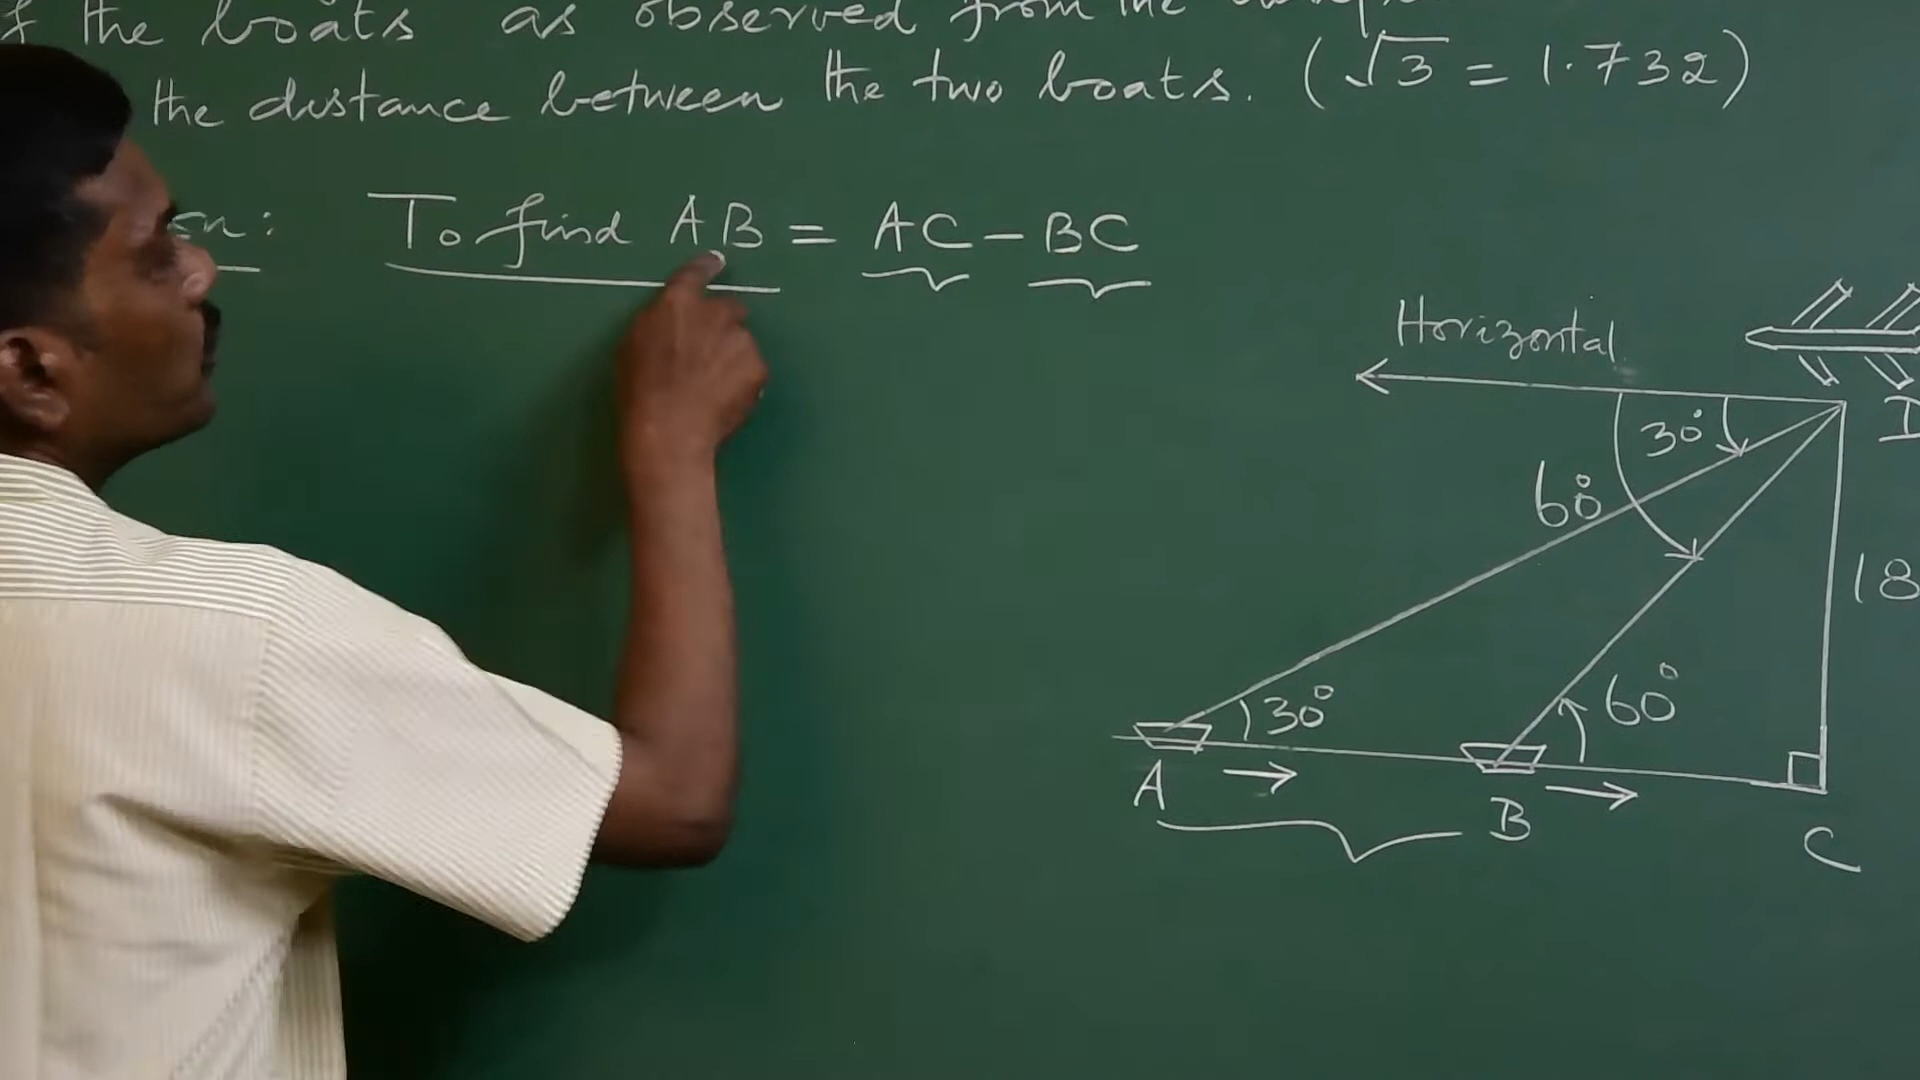 the boats as observed from the
the distance between the two boats. (√3 = 1.732)
To find AB = AC - BC
Horizontal
30°
60°
18
30°
60°
A
B
C